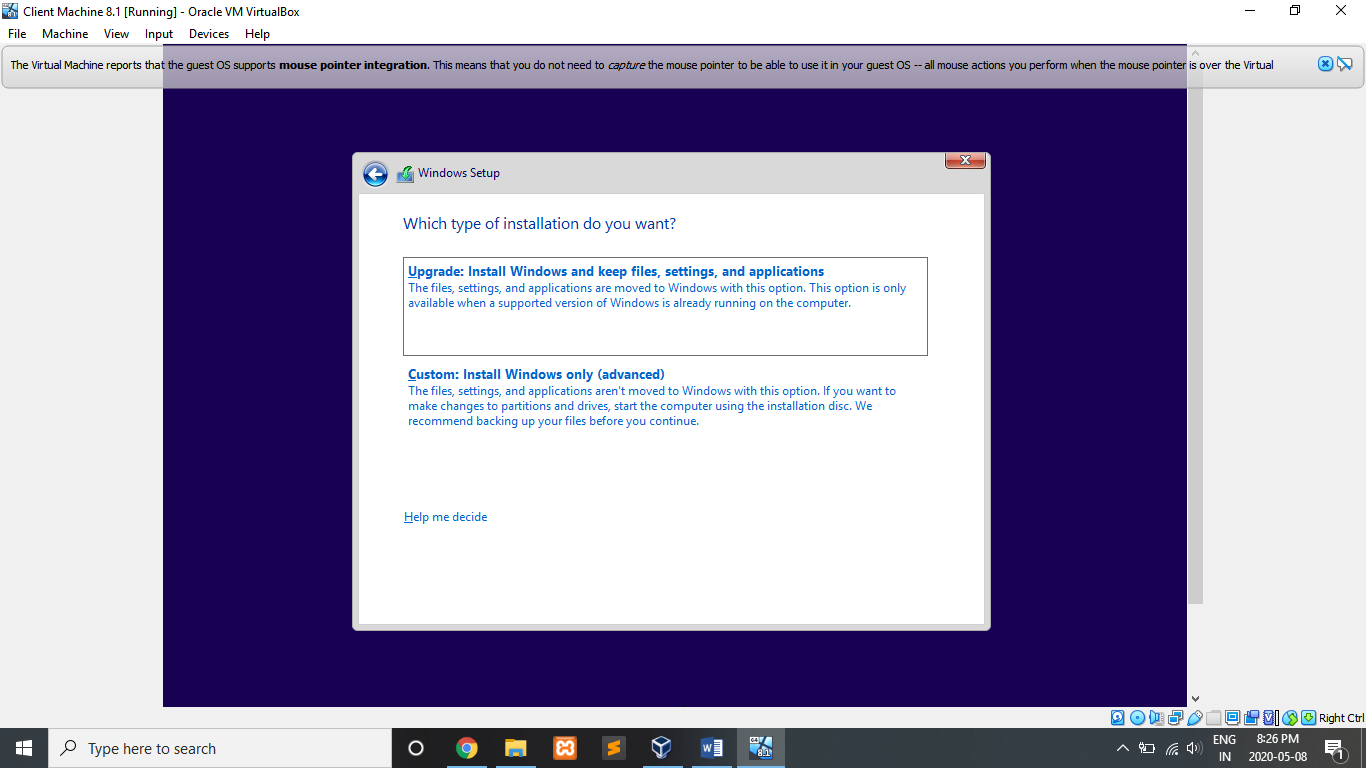 Client Machine 8.1 [Running] - Oracle VM VirtualBox
File Machine View Input Devices Help
The Virtual Machine reports that the guest OS supports mouse pointer integration. This means that you do not need to capture the mouse pointer to be able to use it in your guest OS -- all mouse actions you perform when the mouse pointer is over the Virtual
Windows Setup
Which type of installation do you want?
Upgrade: Install Windows and keep files, settings, and applications
The files, settings, and applications are moved to Windows with this option. This option is only
available when a supported version of Windows is already running on the computer.
Custom: Install Windows only (advanced)
The files, settings, and applications aren't moved to Windows with this option. If you want to
make changes to partitions and drives, start the computer using the installation disc. We
recommend backing up your files before you continue.
Help me decide
Right Ctrl
Type here to search
ENG
IN
8:26 PM
2020-05-08
1